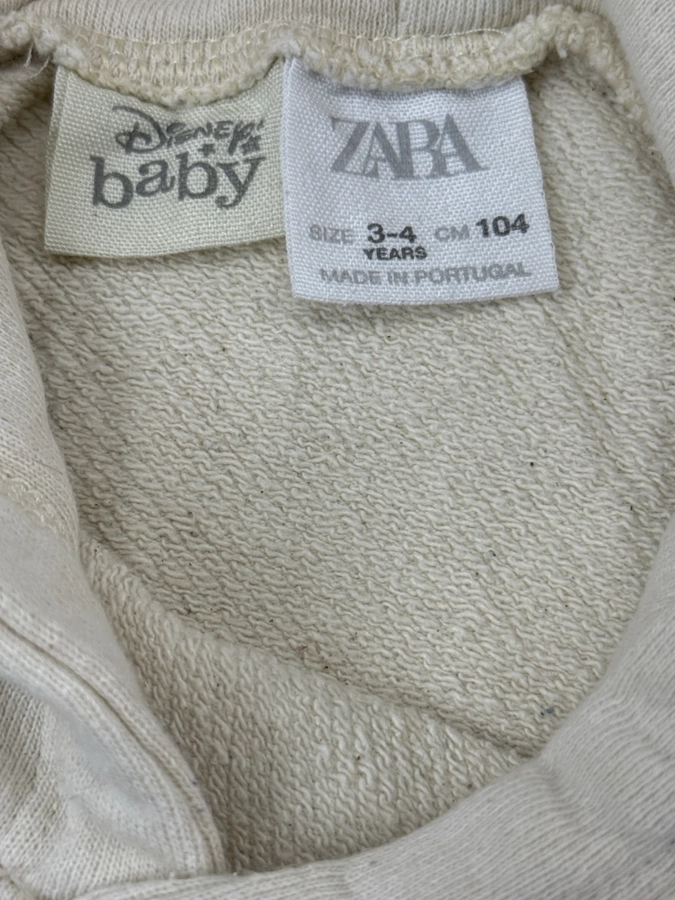 Disney
baby
ZARA
SIZE 3-4 CM 104
YEARS
MADE IN PORTUGAL